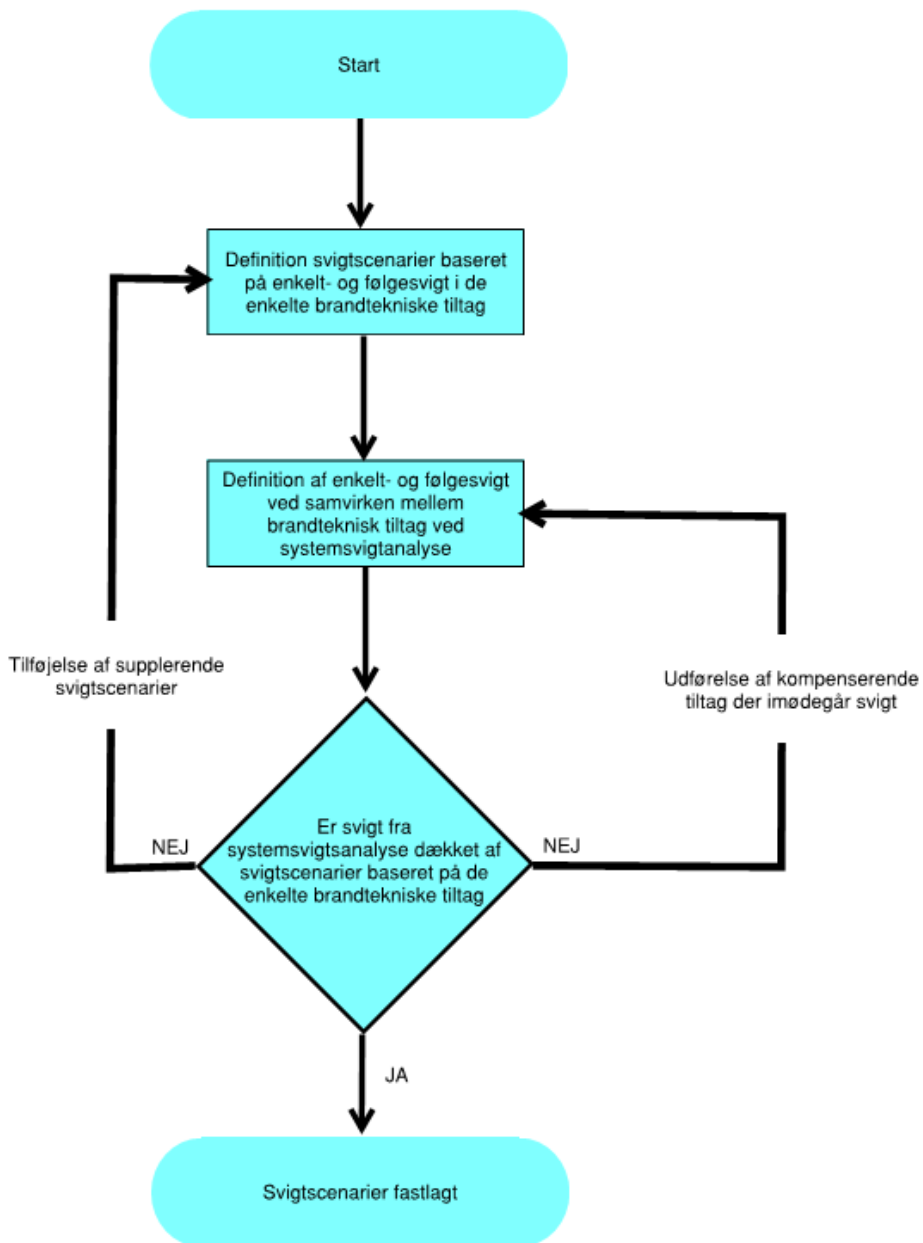 Start
Definition svigtscenarier baseret
på enkelt- og følgesvigt i de
enkelte brandtekniske tiltag
Definition af enkelt- og følgesvigt
ved samvirken mellem
brandteknisk tiltag ved
systemsvigtanalyse
Tilføjelse af supplerende
svigtscenarier
Udførelse af kompenserende
tiltag der imødegår svigt
Er svigt fra
systemsvigtsanalyse dækket af
svigtscenarier baseret på de
enkelte brandtekniske tiltag
NEJ
NEJ
JA
Svigtscenarier fastlagt